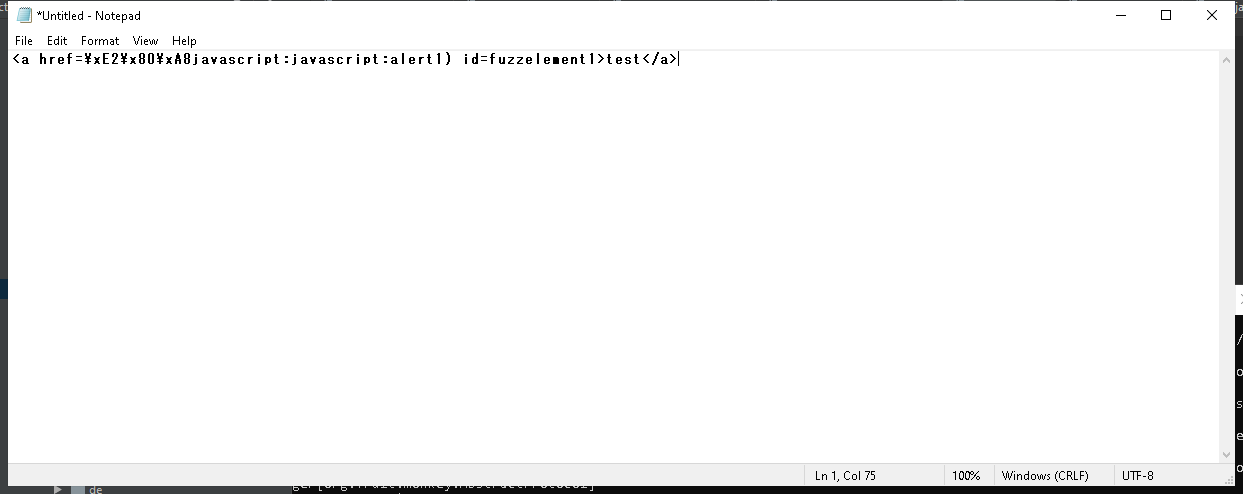 *Untitled - Notepad
File Edit Format View Help
<a href=¥xE2¥x80¥xA8javascript:javascript:alert1) id=fuzzelement1>test</a>
Ln 1, Col 75 100% Windows (CRLF) UTF-8
de